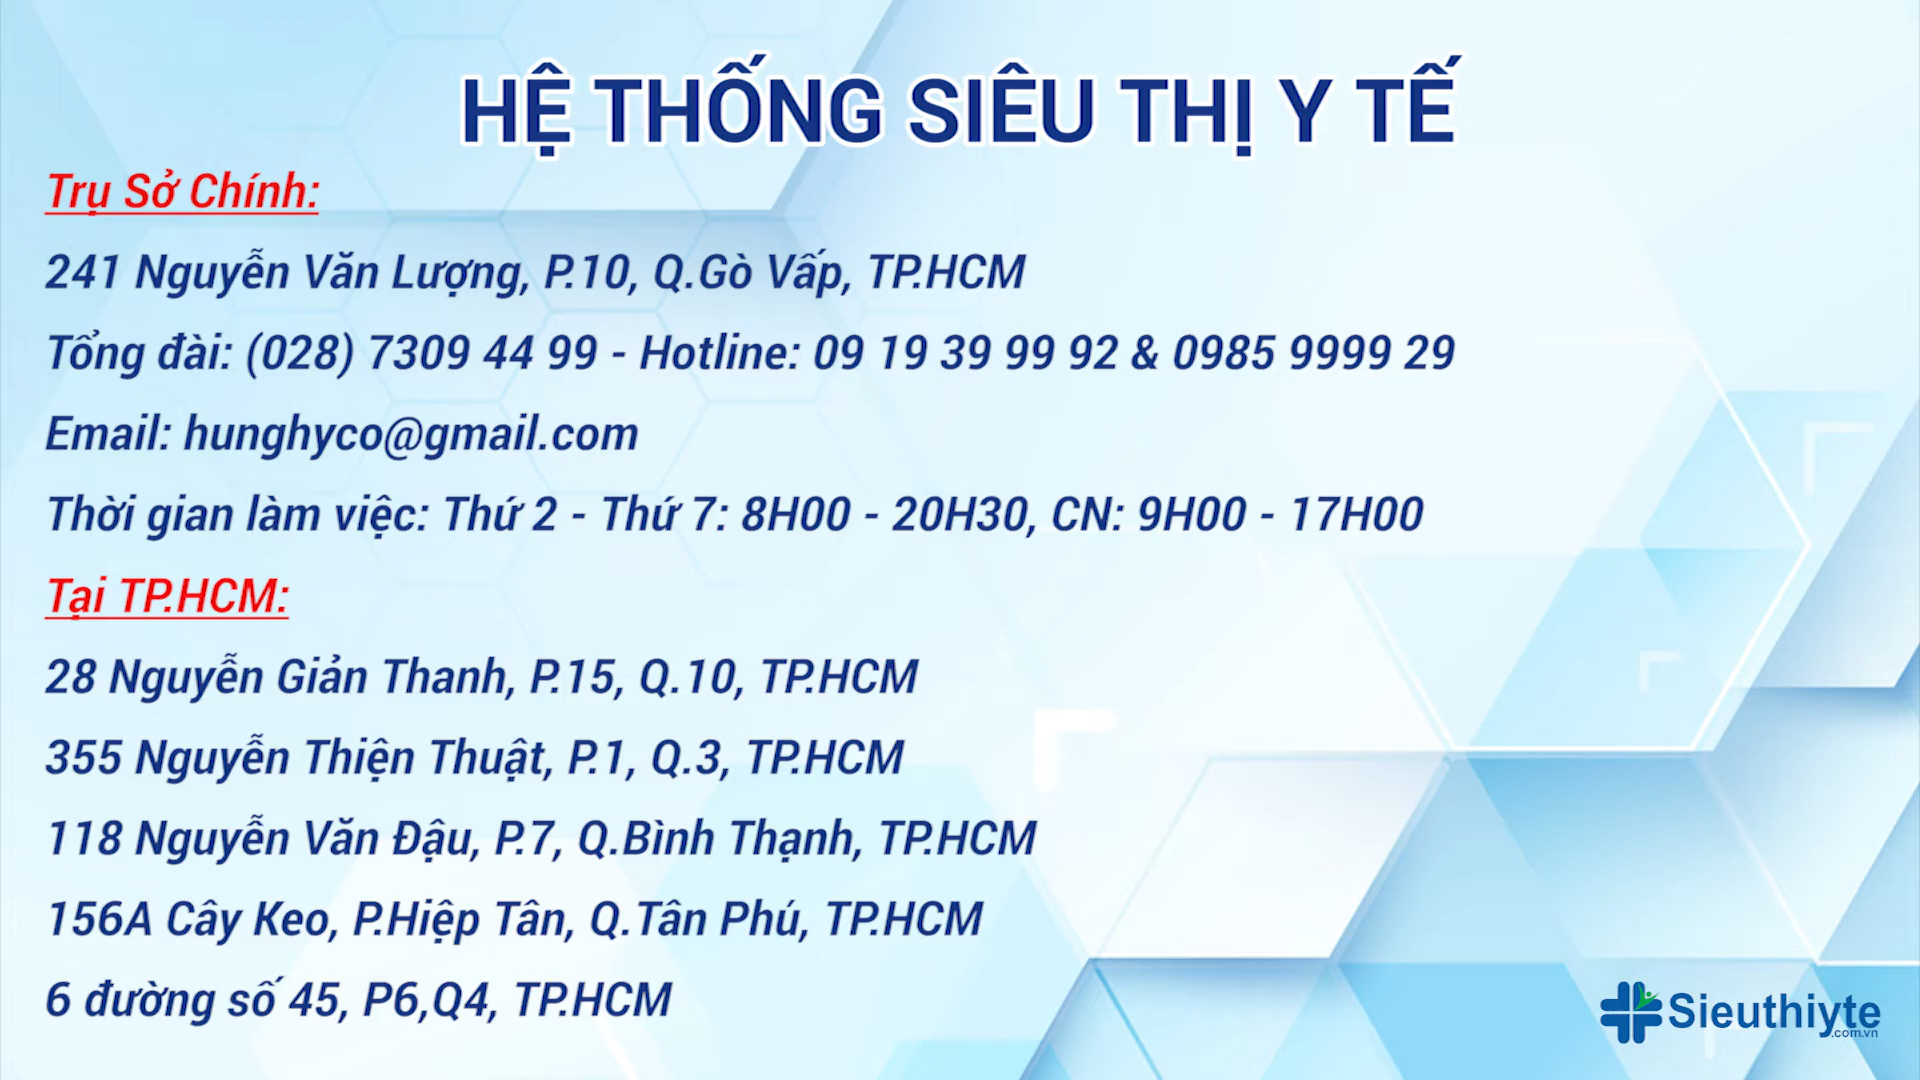 HỆ THỐNG SIÊU THỊ Y TẾ
Trụ Sở Chính:
241 Nguyễn Văn Lượng, P.10, Q.Gò Vấp, TP.HCM
Tổng đài: (028) 7309 44 99 - Hotline: 09 19 39 99 92 & 0985 9999 29
Email: hunghyco@gmail.com
Thời gian làm việc: Thứ 2 - Thứ 7: 8H00 - 20H30, CN: 9H00 - 17H00
Tại TP.HCM:
28 Nguyễn Giản Thanh, P.15, Q.10, TP.HCM
355 Nguyễn Thiện Thuật, P.1, Q.3, TP.HCM
118 Nguyễn Văn Đậu, P.7, Q.Bình Thạnh, TP.HCM
156A Cây Keo, P.Hiệp Tân, Q.Tân Phú, TP.HCM
6 đường số 45, P6,Q4, TP.HCM
Sieuthiyte
.com.vn